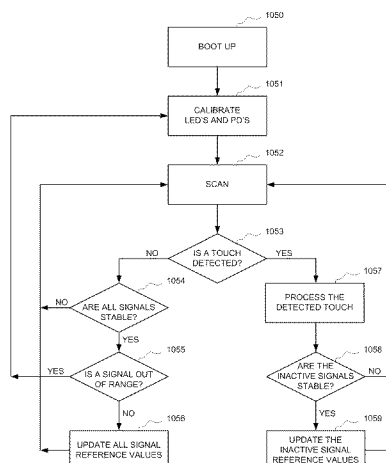 1050
BOOT UP
1051
CALIBRATE
LED'S AND PD'S
1052
SCAN
1053
IS A TOUCH
DETECTED?
NO
YES
1054
ARE ALL SIGNALS
STABLE?
NO
YES
1055
IS A SIGNAL OUT
OF RANGE?
YES
NO
1056
UPDATE ALL SIGNAL
REFERENCE VALUES
1057
PROCESS THE
DETECTED TOUCH
1058
ARE THE
INACTIVE SIGNALS
STABLE?
NO
YES
1059
UPDATE THE
INACTIVE SIGNAL
REFERENCE VALUES